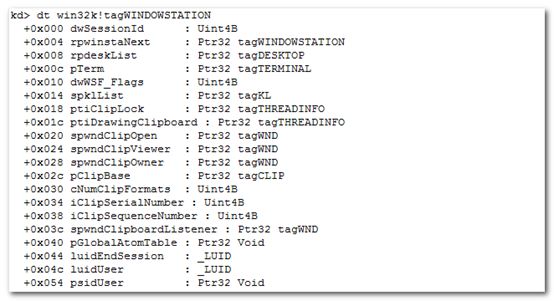 kd> dt win32k!tagWINDOWSTATION
+0x000 dwSessionId : Uint4B
+0x004 rpwinstaNext : Ptr32 tagWINDOWSTATION
+0x008 rpdeskList : Ptr32 tagDESKTOP
+0x00c pTerm : Ptr32 tagTERMINAL
+0x010 dwWSF_Flags : Uint4B
+0x014 spklList : Ptr32 tagKL
+0x018 ptiClipLock : Ptr32 tagTHREADINFO
+0x01c ptiDrawingClipboard : Ptr32 tagTHREADINFO
+0x020 spwndClipOpen : Ptr32 tagWND
+0x024 spwndClipViewer : Ptr32 tagWND
+0x028 spwndClipOwner : Ptr32 tagWND
+0x02c pClipBase : Ptr32 tagCLIP
+0x030 cNumClipFormats : Uint4B
+0x034 iClipSerialNumber : Uint4B
+0x038 iClipSequenceNumber : Uint4B
+0x03c spwndClipboardListener : Ptr32 tagWND
+0x040 pGlobalAtomTable : Ptr32 Void
+0x044 luidEndSession : _LUID
+0x04c luidUser : _LUID
+0x054 psidUser : Ptr32 Void